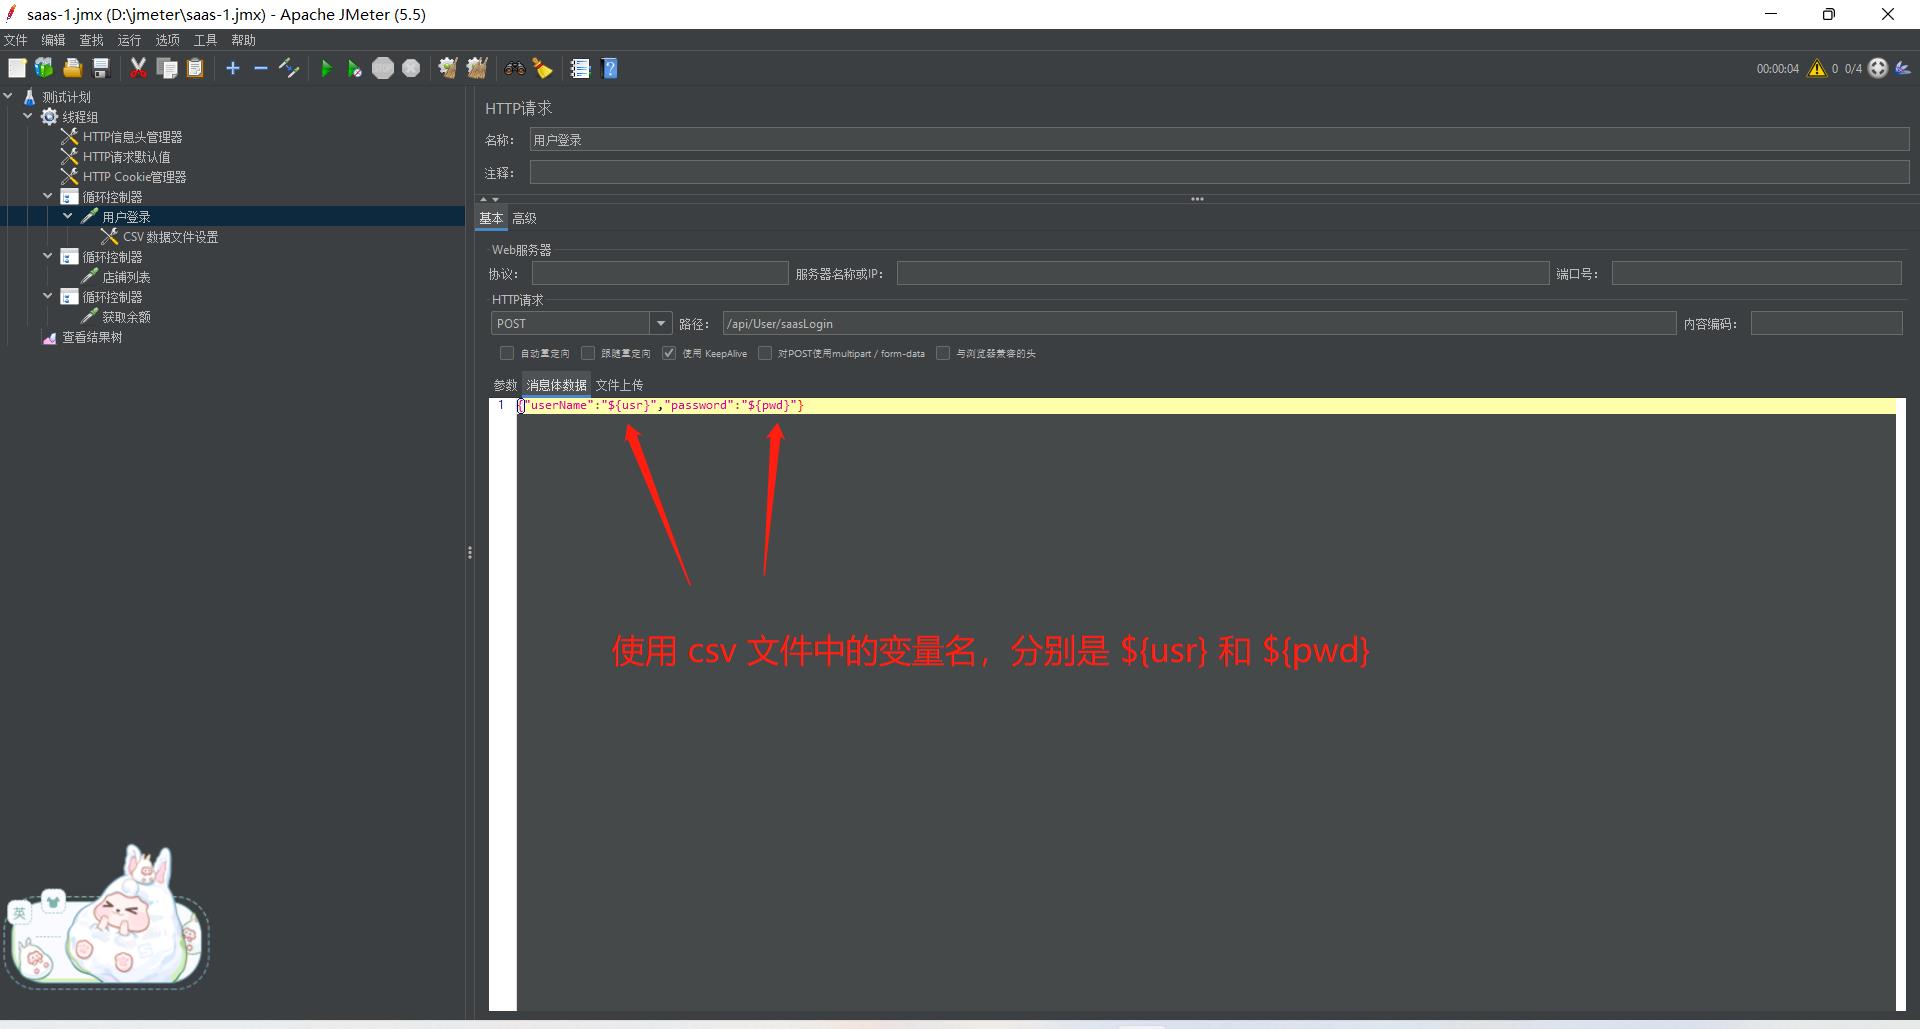 saas-1.jmx (D:\jmeter\saas-1.jmx) - Apache JMeter (5.5)
文件 编辑 查找 运行 选项 工具 帮助
STOP
00:00:04 0 0/4
测试计划
线程组
HTTP信息头管理器
HTTP请求默认值
HTTP Cookie管理器
循环控制器
用户登录
CSV 数据文件设置
循环控制器
店铺列表
循环控制器
获取余额
查看结果树
HTTP请求
名称： 用户登录
注释：
基本 高级
Web服务器
协议： 服务器名称或IP： 端口号：
HTTP请求
POST 路径： /api/User/saasLogin 内容编码：
自动重定向 跟随重定向 使用 KeepAlive 对POST使用multipart / form-data 与浏览器兼容的头
参数 消息体数据 文件上传
1 {"userName":"${usr}","password":"${pwd}"}
使用 csv 文件中的变量名，分别是 ${usr} 和 ${pwd}
英